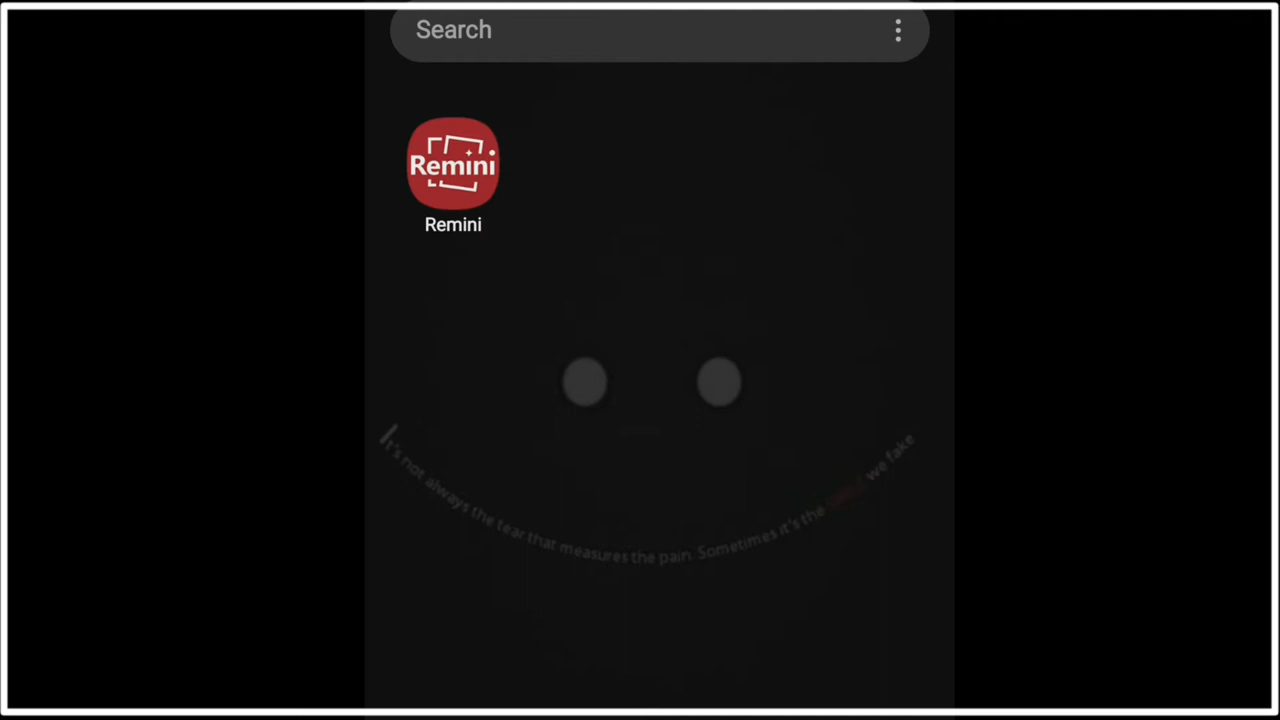 Search
Remini
Remini
It's not always the tear that measures the pain. Sometimes it's the we fake